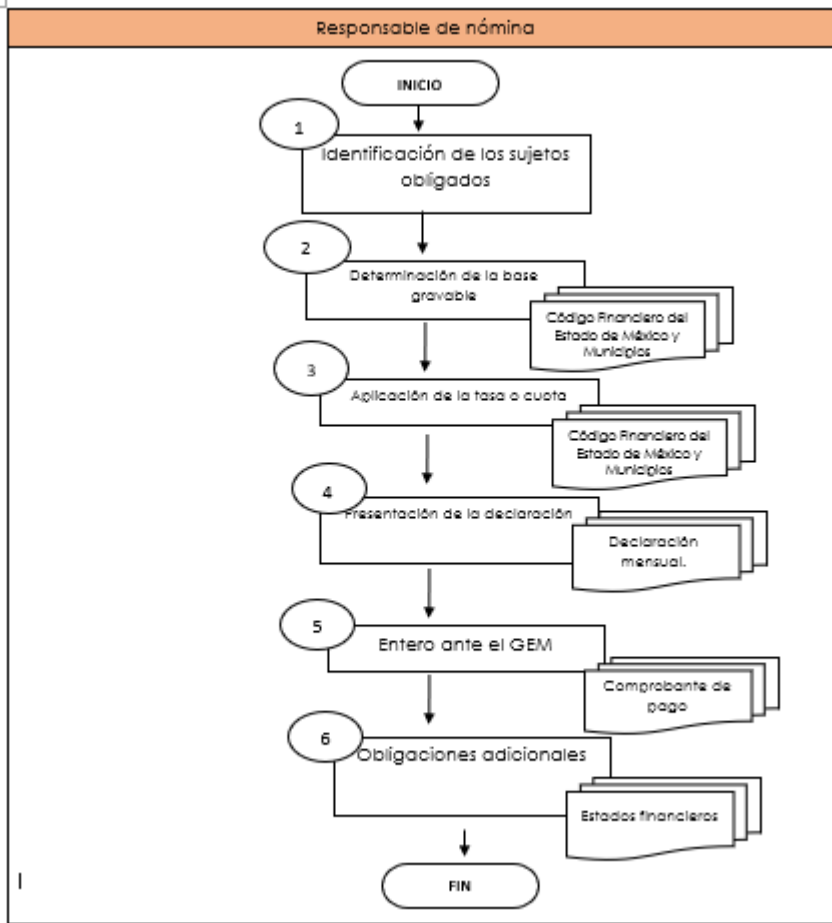 Responsable de nómina
INICIO
1
Identificación de los sujetos
obligados
2
Determinación de la base
gravable
Código Financiero del
Estado de México y
Municipios
3
Aplicación de la tasa o cuota
Código Financiero del
Estado de México y
Municipios
4
Presentación de la declaración
Declaración
mensual.
5
Entero ante el GEM
Comprobante de
pago
6
Obligaciones adicionales
Estados financieros
FIN